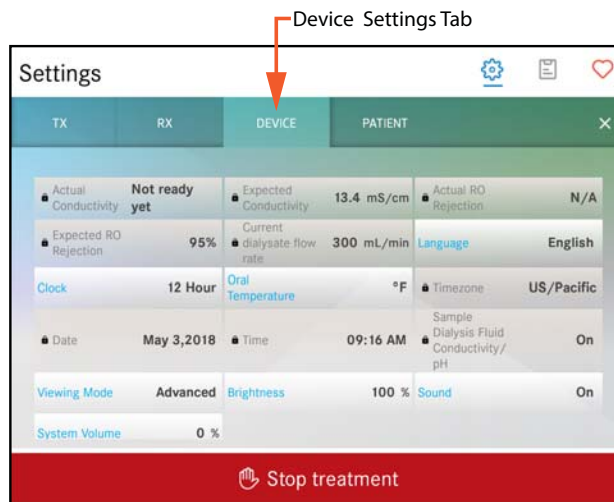 Device Settings Tab
Settings
TX RX DEVICE PATIENT ×
Actual Conductivity Not ready yet Expected Conductivity 13.4 mS/cm Actual RO Rejection N/A
Expected RO Rejection 95% Current dialysate flow rate 300 mL/min Language English
Clock 12 Hour Oral Temperature °F Timezone US/Pacific
Date May 3,2018 Time 09:16 AM Sample Dialysis Fluid Conductivity/ pH On
Viewing Mode Advanced Brightness 100 % Sound On
System Volume 0 %
Stop treatment